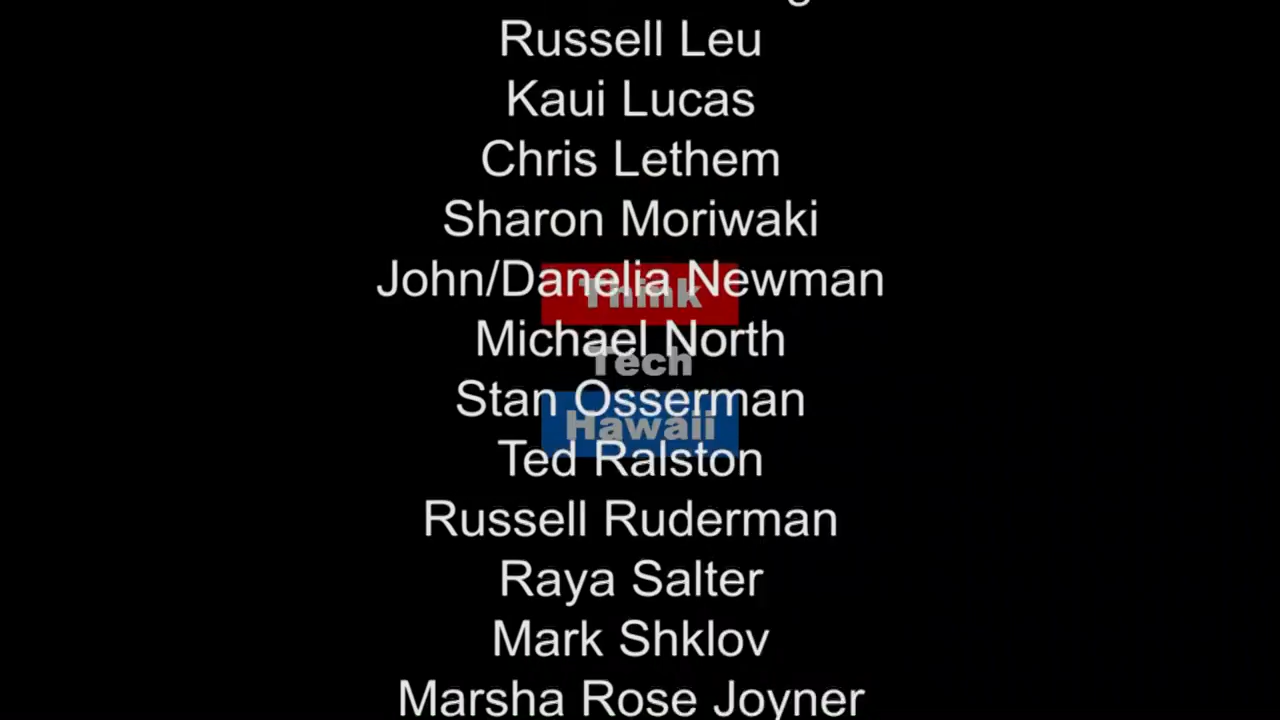 Russell Leu
Kaui Lucas
Chris Lethem
Sharon Moriwaki
John/Danelia Newman
Think
Michael North
Tech
Stan Osserman
Hawaii
Ted Ralston
Russell Ruderman
Raya Salter
Mark Shklov
Marsha Rose Joyner